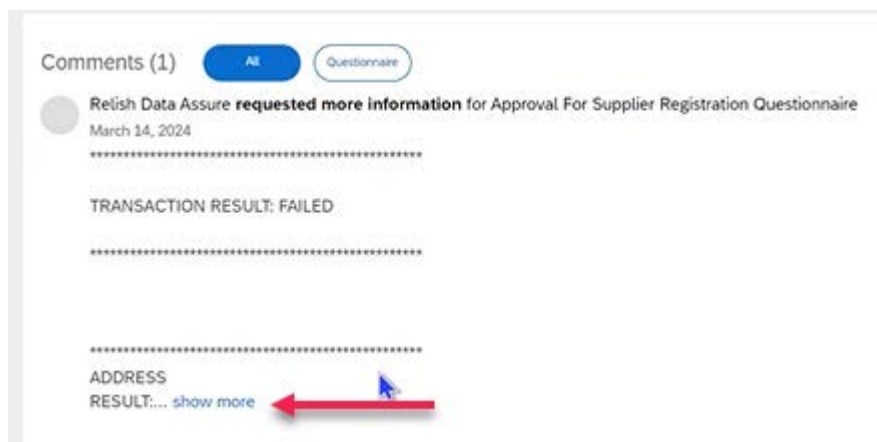 Comments (1) All Questionnaire
Relish Data Assure requested more information for Approval For Supplier Registration Questionnaire
March 14, 2024
**************************************************
TRANSACTION RESULT: FAILED
**************************************************
**************************************************
ADDRESS
RESULT:... show more